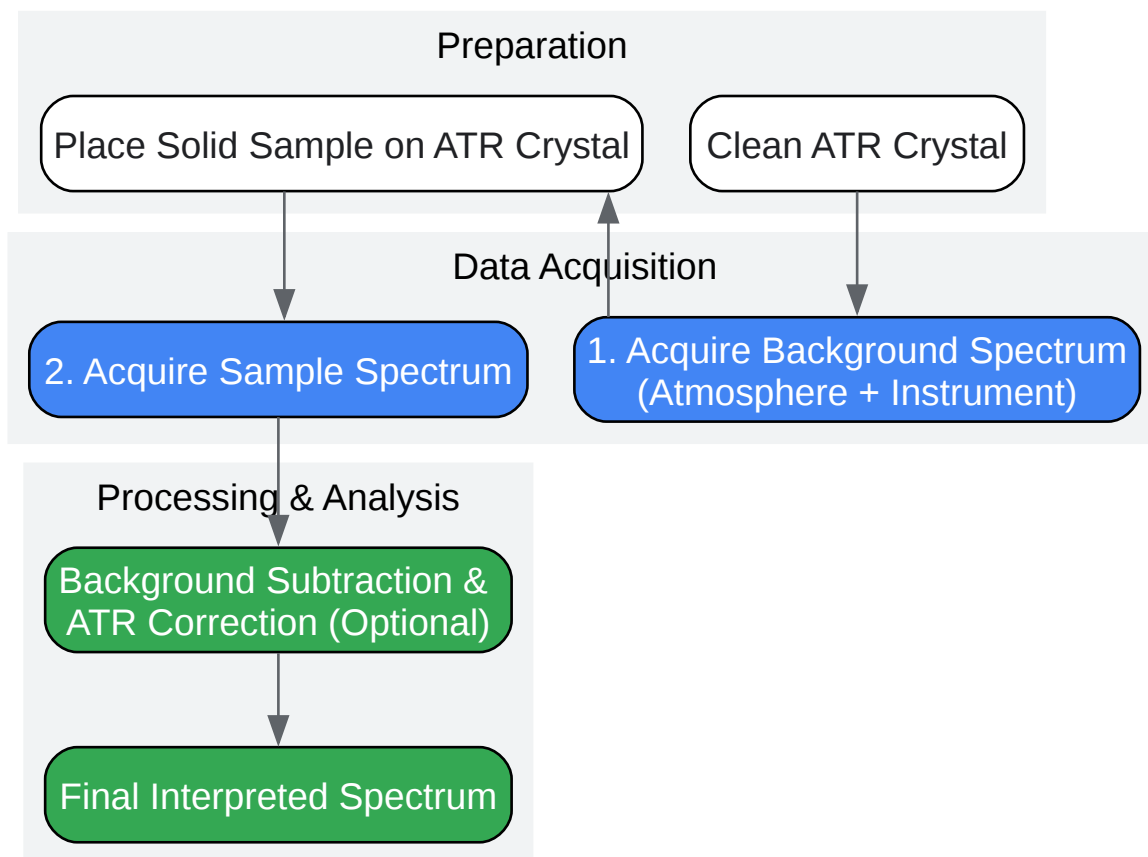 Preparation
Place Solid Sample on ATR Crystal
Clean ATR Crystal
Data Acquisition
2. Acquire Sample Spectrum
1. Acquire Background Spectrum
(Atmosphere + Instrument)
Processing & Analysis
Background Subtraction &
ATR Correction (Optional)
Final Interpreted Spectrum